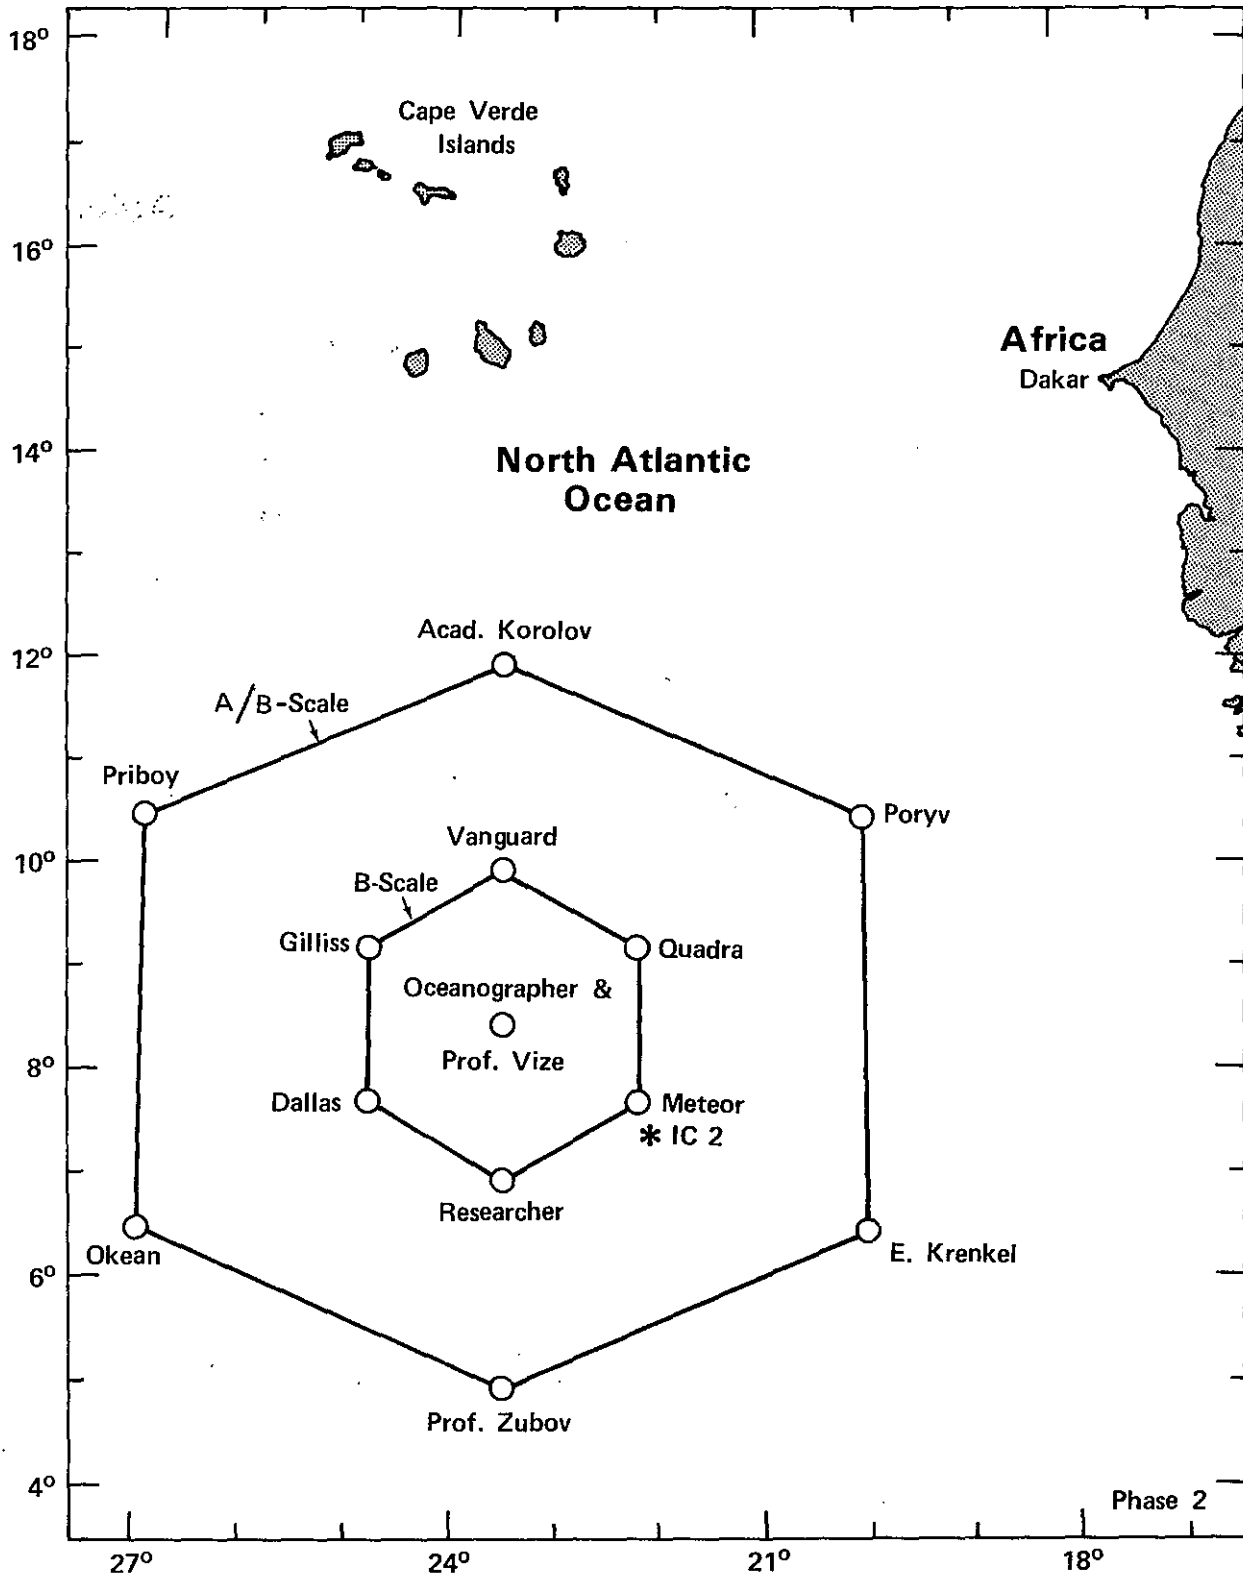 18°
Cape Verde
Islands
16°
Africa
Dakar
14°
North Atlantic
Ocean
12°
Acad. Korolov
A/B-Scale
Priboy
Poryv
10°
Vanguard
B-Scale
Gilliss
Quadra
Oceanographer &
8°
Prof. Vize
Dallas
Meteor
* IC 2
Researcher
Okean
E. Krenkel
6°
Prof. Zubov
4°
Phase 2
27°
24°
21°
18°